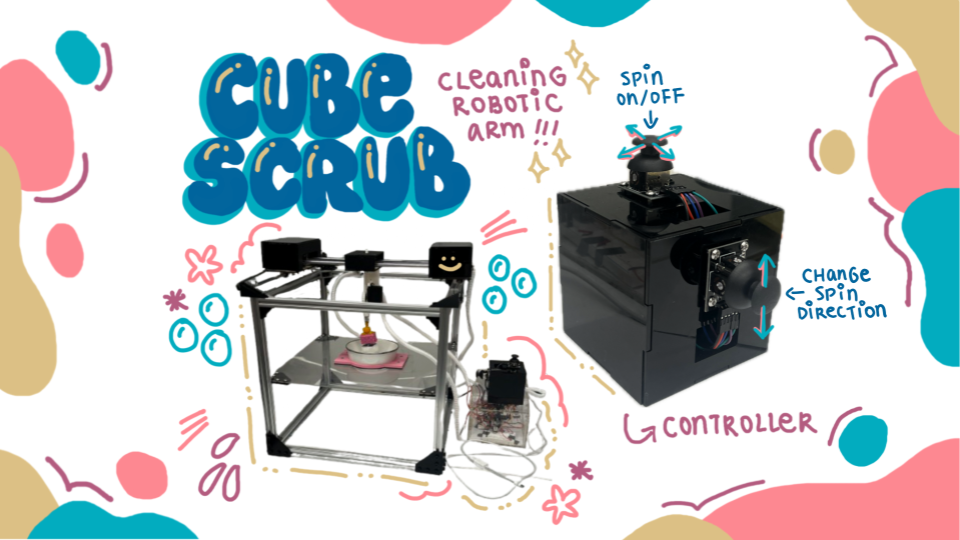 CUBE
SCRUB
CLeaninG
ROBOTIC
aRM !!!
SPin
on/OFF
CHanGe
SPin
DIRECTIOn
COnTROLLeR